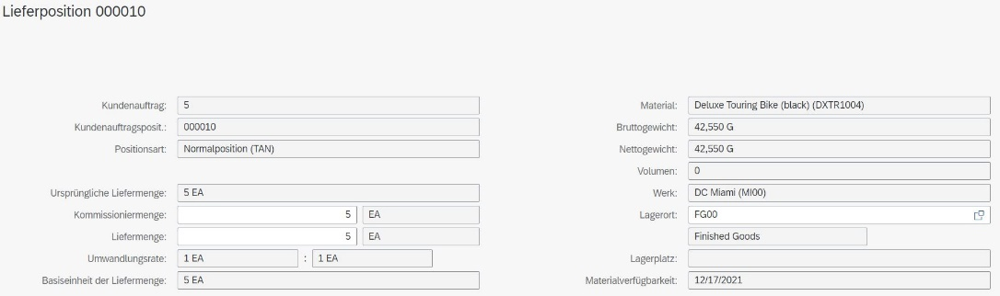 Lieferposition 000010
Kundenauftrag: 5
Kundenauftragsposit.: 000010
Positionsart: Normalposition (TAN)
Ursprüngliche Liefermenge: 5 EA
Kommissioniermenge: 5 EA
Liefermenge: 5 EA
Umwandlungsrate: 1 EA : 1 EA
Basiseinheit der Liefermenge: 5 EA
Material: Deluxe Touring Bike (black) (DXTR1004)
Bruttogewicht: 42,550 G
Nettogewicht: 42,550 G
Volumen: 0
Werk: DC Miami (MI00)
Lagerort: FG00
Finished Goods
Lagerplatz:
Materialverfügbarkeit: 12/17/2021